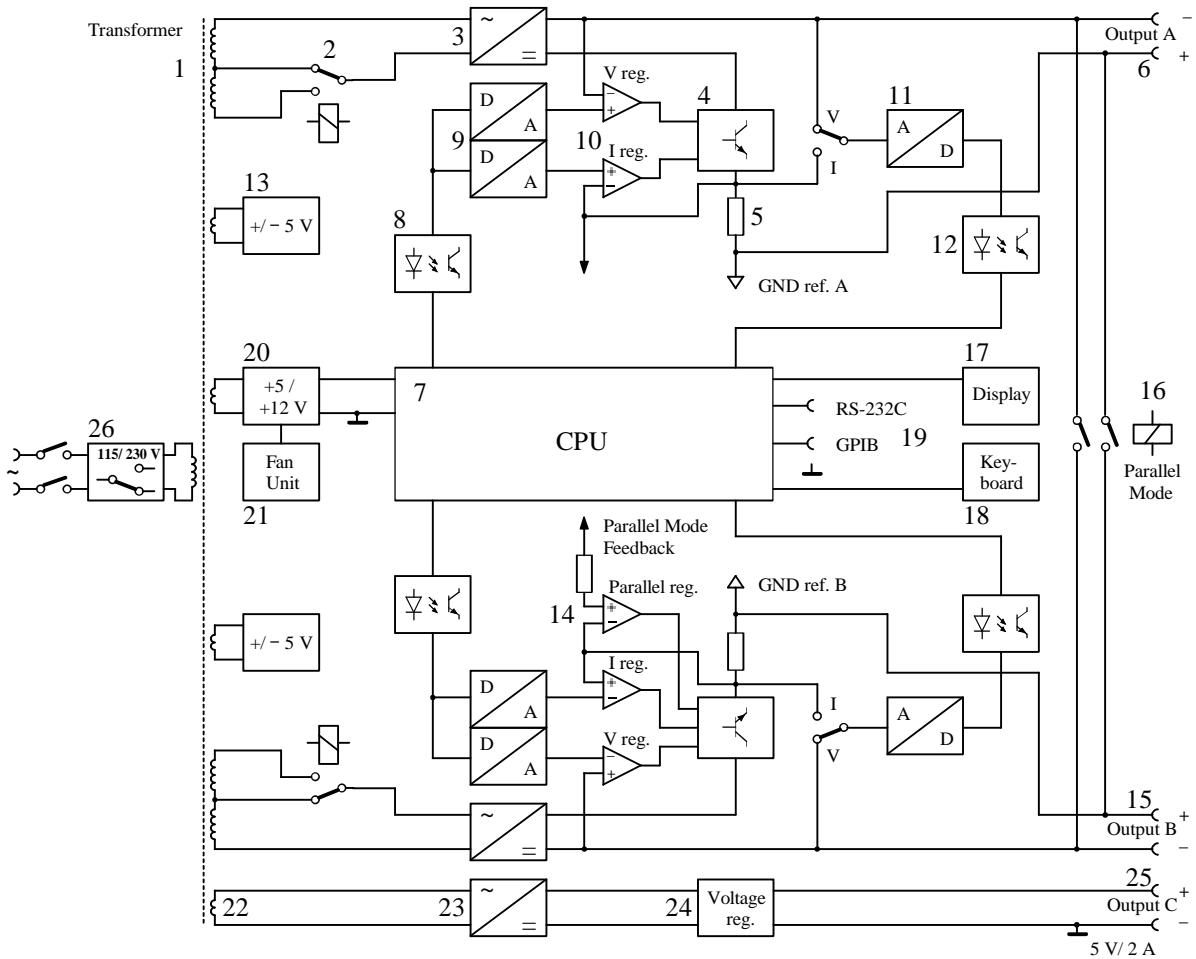 Transformer
1
2
3
~
=
−
Output A
+
6
V reg.
4
−
+
D
A
9
D
A
10
I reg.
+
−
V
I
11
A
D
13
+/− 5 V
8
5
12
GND ref. A
20
+5 /
+12 V
7
CPU
17
Display
RS-232C
19
GPIB
16
Parallel
Mode
26
115/ 230 V
~
Fan
Unit
21
Key-
board
18
Parallel Mode
Feedback
Parallel reg.
14
+
−
GND ref. B
+/− 5 V
I reg.
+
−
D
A
D
A
V reg.
−
+
I
V
A
D
15
+
Output B
−
~
=
22
23
~
=
24
Voltage
reg.
25
+
Output C
−
5 V/ 2 A